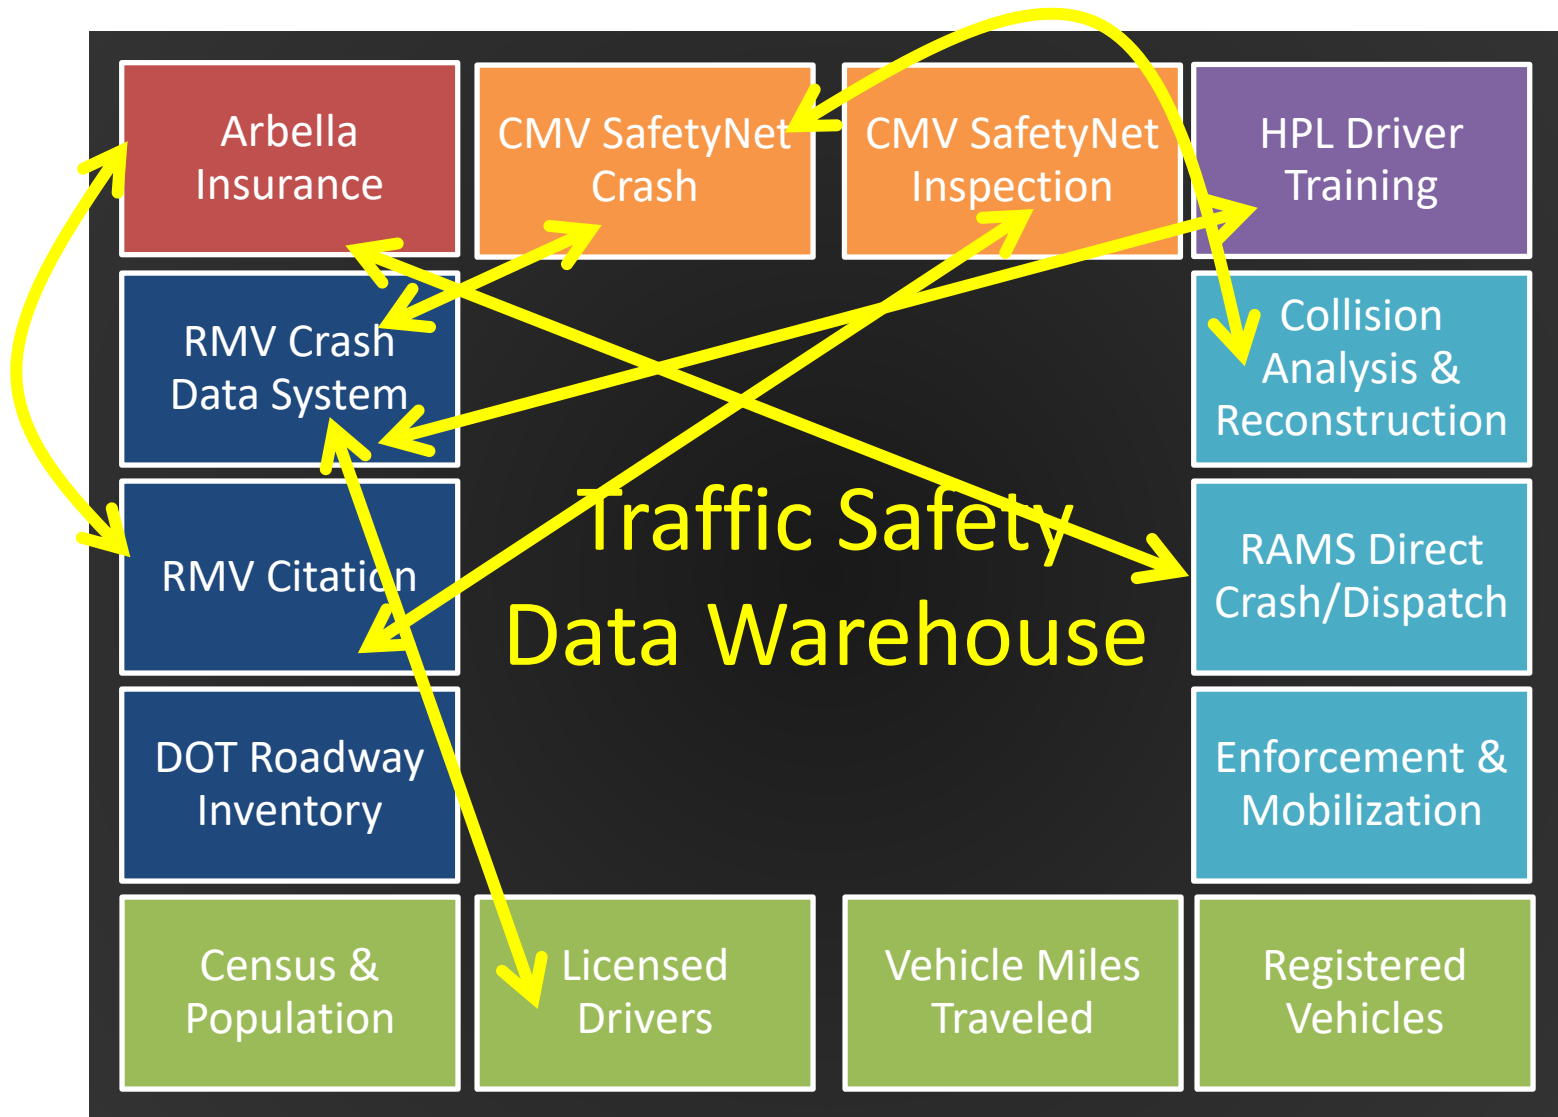 Arbella
Insurance
CMV SafetyNet
Crash
CMV SafetyNet
Inspection
HPL Driver
Training
RMV Crash
Data System
Collision
Analysis &
Reconstruction
Traffic Safety
Data Warehouse
RMV Citation
RAMS Direct
Crash/Dispatch
DOT Roadway
Inventory
Enforcement &
Mobilization
Census &
Population
Licensed
Drivers
Vehicle Miles
Traveled
Registered
Vehicles